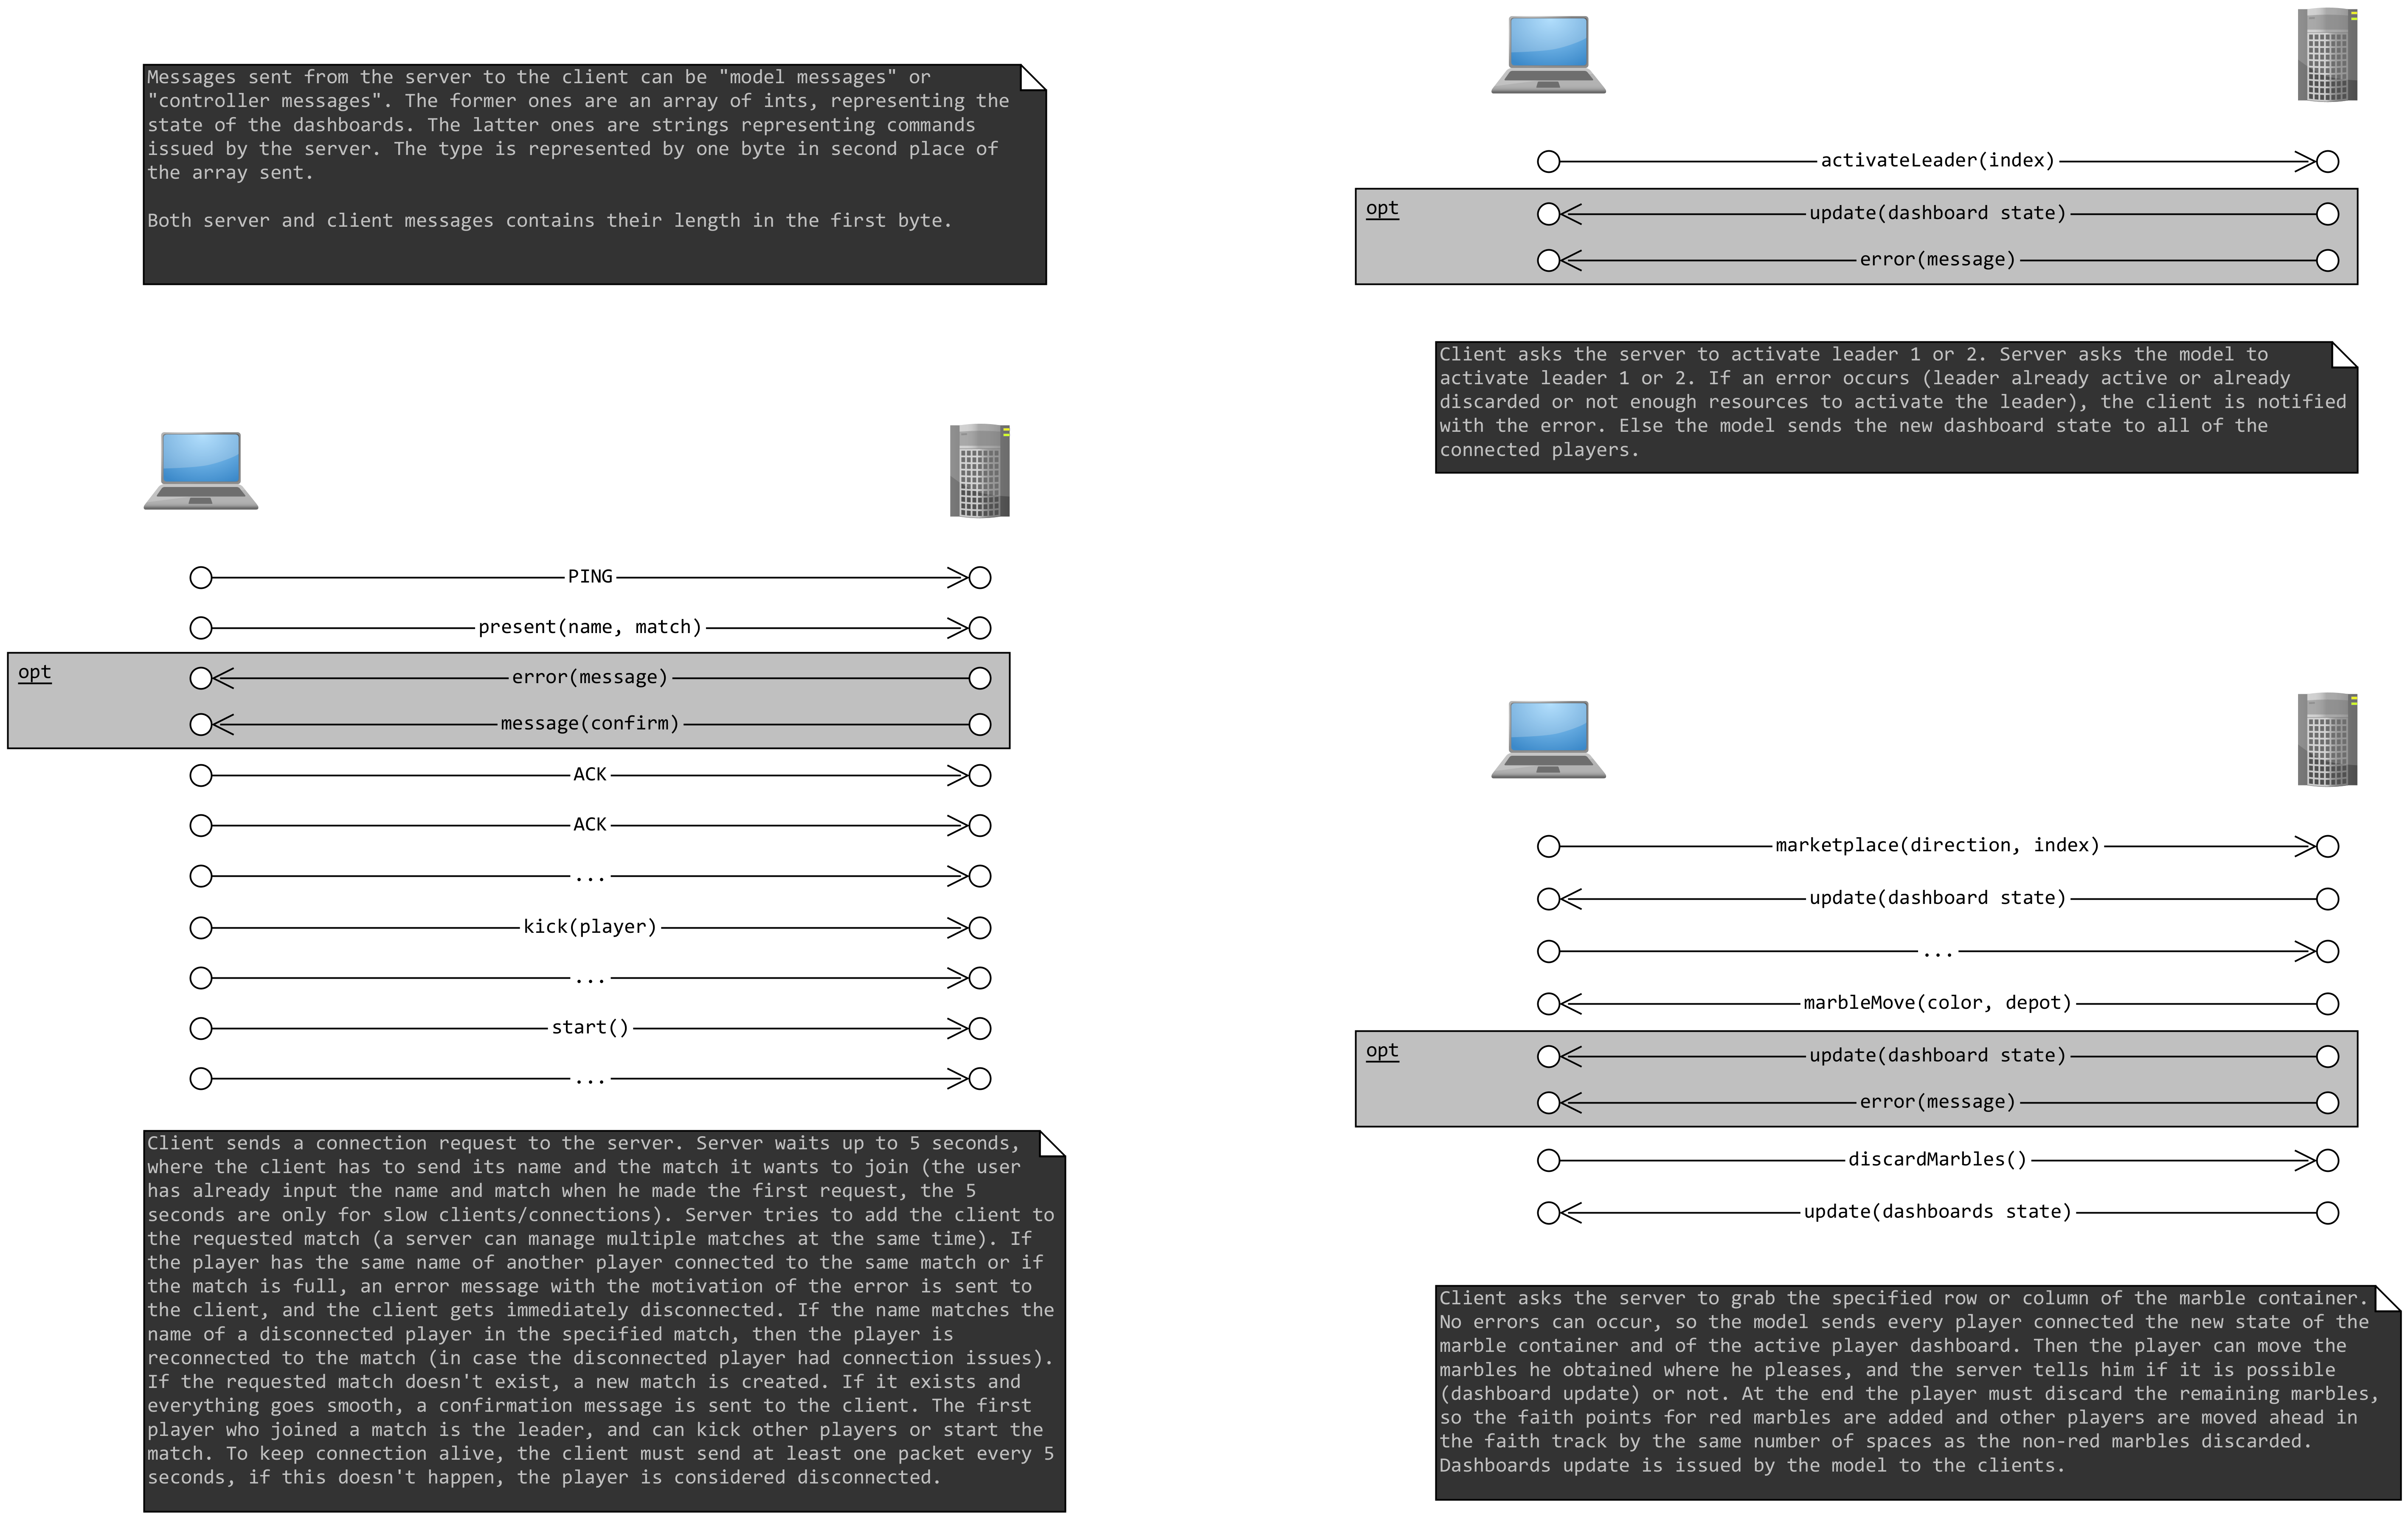 Messages sent from the server to the client can be "model messages" or
"controller messages". The former ones are an array of ints, representing the
state of the dashboards. The latter ones are strings representing commands
issued by the server. The type is represented by one byte in second place of
the array sent.
Both server and client messages contains their length in the first byte.
PING
present(name, match)
opt
error(message)
message(confirm)
ACK
ACK
...
kick(player)
...
start()
...
Client sends a connection request to the server. Server waits up to 5 seconds,
where the client has to send its name and the match it wants to join (the user
has already input the name and match when he made the first request, the 5
seconds are only for slow clients/connections). Server tries to add the client to
the requested match (a server can manage multiple matches at the same time). If
the player has the same name of another player connected to the same match or if
the match is full, an error message with the motivation of the error is sent to
the client, and the client gets immediately disconnected. If the name matches the
name of a disconnected player in the specified match, then the player is
reconnected to the match (in case the disconnected player had connection issues).
If the requested match doesn't exist, a new match is created. If it exists and
everything goes smooth, a confirmation message is sent to the client. The first
player who joined a match is the leader, and can kick other players or start the
match. To keep connection alive, the client must send at least one packet every 5
seconds, if this doesn't happen, the player is considered disconnected.
activateLeader(index)
opt
update(dashboard state)
error(message)
Client asks the server to activate leader 1 or 2. Server asks the model to
activate leader 1 or 2. If an error occurs (leader already active or already
discarded or not enough resources to activate the leader), the client is notified
with the error. Else the model sends the new dashboard state to all of the
connected players.
marketplace(direction, index)
update(dashboard state)
...
marbleMove(color, depot)
opt
update(dashboard state)
error(message)
discardMarbles()
update(dashboards state)
Client asks the server to grab the specified row or column of the marble container.
No errors can occur, so the model sends every player connected the new state of the
marble container and of the active player dashboard. Then the player can move the
marbles he obtained where he pleases, and the server tells him if it is possible
(dashboard update) or not. At the end the player must discard the remaining marbles,
so the faith points for red marbles are added and other players are moved ahead in
the faith track by the same number of spaces as the non-red marbles discarded.
Dashboards update is issued by the model to the clients.